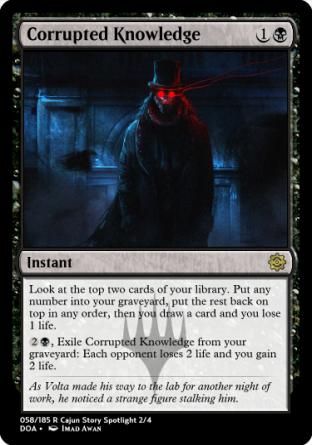 Corrupted Knowledge 1
Instant
Look at the top two cards of your library. Put any
number into your graveyard, put the rest back on
top in any order, then you draw a card and you lose
1 life.
2, Exile Corrupted Knowledge from your
graveyard: Each opponent loses 2 life and you gain
2 life.
As Volta made his way to the lab for another night of
work, he noticed a strange figure stalking him.
058/185 R Cajun Story Spotlight 2/4
DOA • Imad Awan